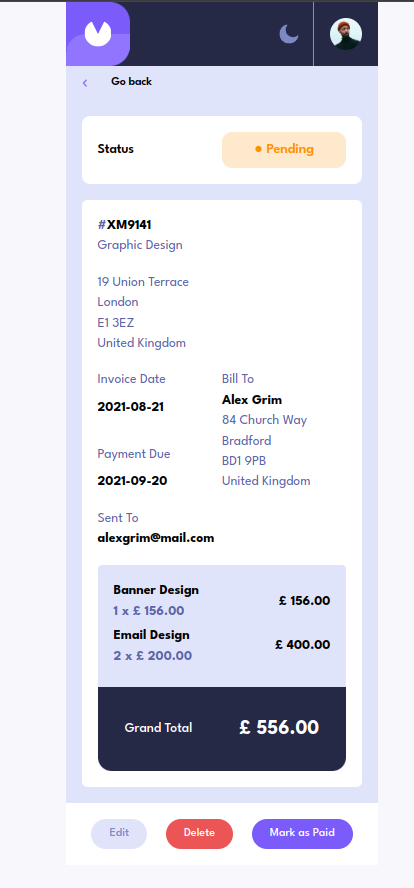 Go back
Status
Pending
#XM9141
Graphic Design
19 Union Terrace
London
E1 3EZ
United Kingdom
Invoice Date
2021-08-21
Payment Due
2021-09-20
Bill To
Alex Grim
84 Church Way
Bradford
BD1 9PB
United Kingdom
Sent To
alexgrim@mail.com
Banner Design
1 x £ 156.00
£ 156.00
Email Design
2 x £ 200.00
£ 400.00
Grand Total
£ 556.00
Edit
Delete
Mark as Paid